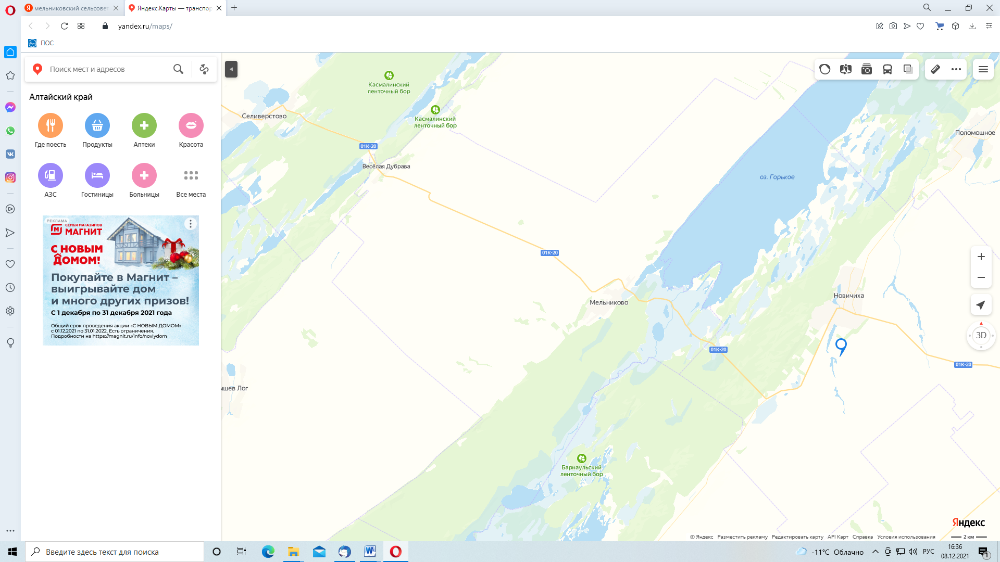 мельниковский сельсовет
Яндекс.Карты — транспор
yandex.ru/maps/
ПОС
Поиск мест и адресов
Алтайский край
Где поесть
Продукты
Аптеки
Красота
АЗС
Гостиницы
Больницы
Все места
РЕКЛАМА
СЕМЬЯ МАГАЗИНОВ
МАГНИТ
С НОВЫМ
ДОМОМ!
Покупайте в Магнит –
выигрывайте дом
и много других призов!
С 1 декабря по 31 декабря 2021 года
Общий срок проведения акции «С НОВЫМ ДОМОМ»:
с 01.12.2021 по 31.01.2022. Есть ограничения.
Подробности на https://magnit.ru/info/noviydom
Касмалинский
ленточный бор
Касмалинский
ленточный бор
Селиверстово
01К-20
Весёлая Дубрава
Поломошное
оз. Горькое
01К-20
Мельниково
Новичиха
01К-20
3D
01К-20
ышев Лог
Барнаульский
ленточный бор
Яндекс
© Яндекс Разместить рекламу Редактировать карту API Карт Справка Условия использования
2 км
Введите здесь текст для поиска
-11°C Облачно
РУС
16:36
08.12.2021
1